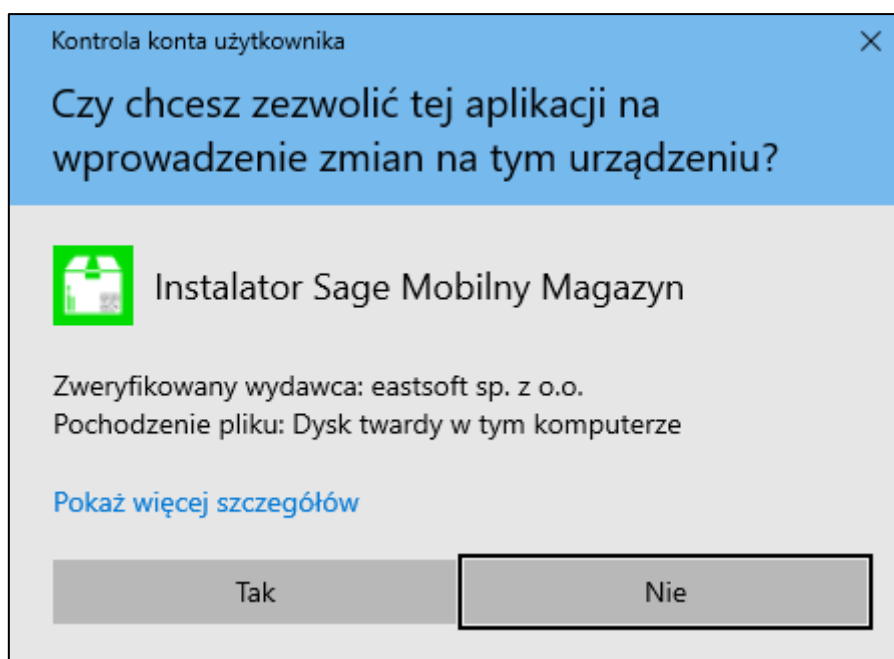 Kontrola konta użytkownika
Czy chcesz zezwolić tej aplikacji na
wprowadzenie zmian na tym urządzeniu?
Instalator Sage Mobilny Magazyn
Zweryfikowany wydawca: eastsoft sp. z o.o.
Pochodzenie pliku: Dysk twardy w tym komputerze
Pokaż więcej szczegółów
Tak
Nie